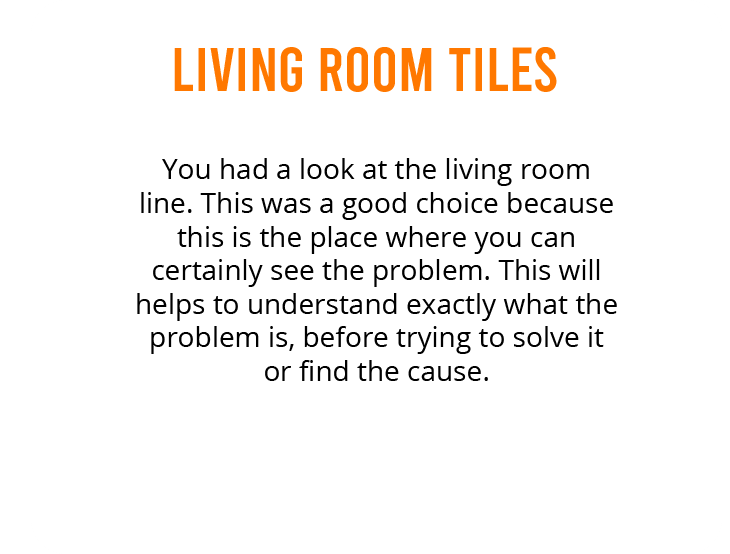 LIVING ROOM TILES
You had a look at the living room
line. This was a good choice because
this is the place where you can
certainly see the problem. This will
helps to understand exactly what the
problem is, before trying to solve it
or find the cause.